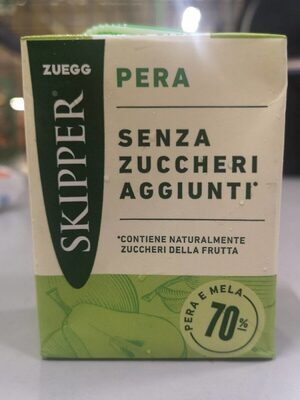 ZUEGG
SKIPPER®
PERA
SENZA
ZUCCHERI
AGGIUNTI*
*CONTIENE NATURALMENTE
ZUCCHERI DELLA FRUTTA
PERA E MELA
70%